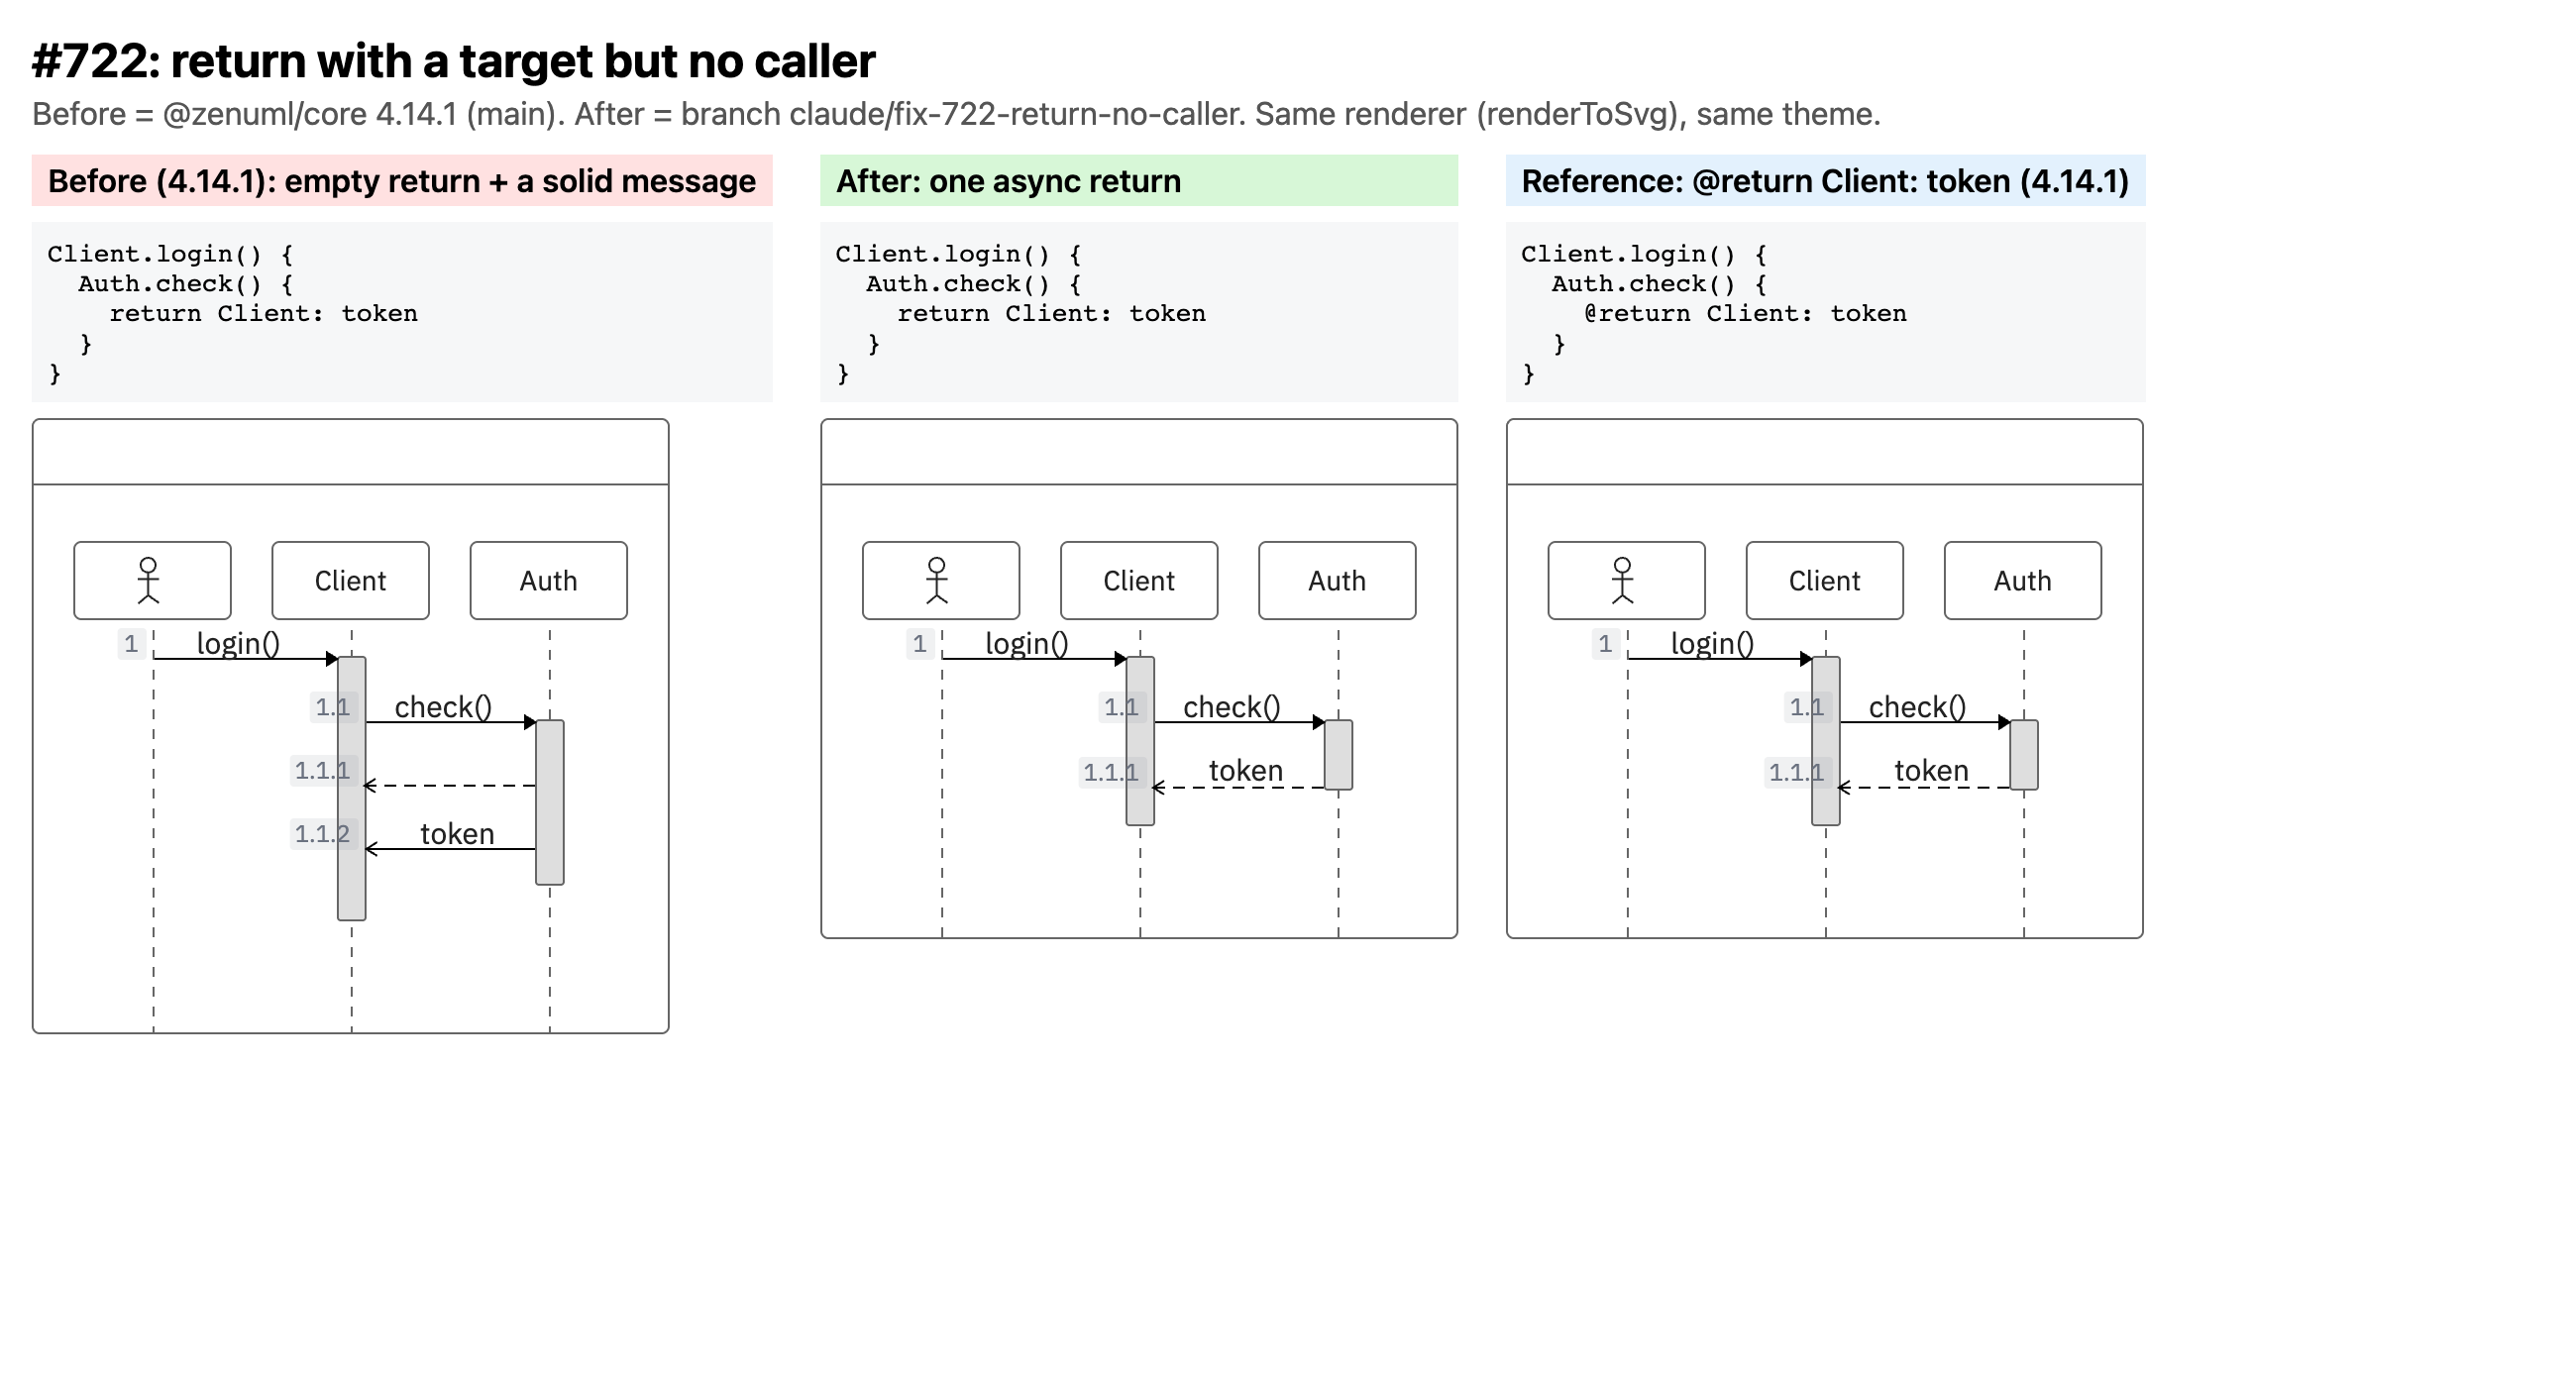 #722: return with a target but no caller
Before = @zenuml/core 4.14.1 (main). After = branch claude/fix-722-return-no-caller. Same renderer (renderToSvg), same theme.
Before (4.14.1): empty return + a solid message
Client.login() {
  Auth.check() {
    return Client: token
  }
}
Client
Auth
1
login()
1.1
check()
1.1.1
1.1.2
token
After: one async return
Client.login() {
  Auth.check() {
    return Client: token
  }
}
Client
Auth
1
login()
1.1
check()
1.1.1
token
Reference: @return Client: token (4.14.1)
Client.login() {
  Auth.check() {
    @return Client: token
  }
}
Client
Auth
1
login()
1.1
check()
1.1.1
token